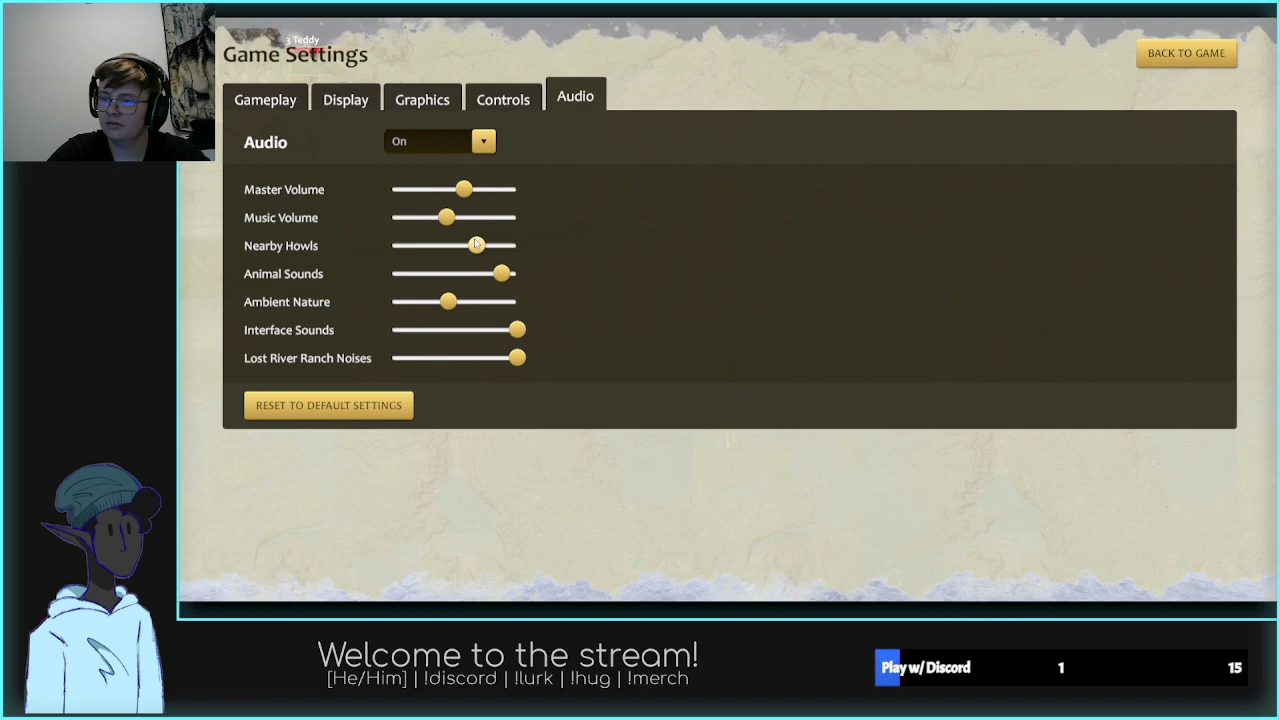 3 Teddy
Game Settings
BACK TO GAME
Gameplay
Display
Graphics
Controls
Audio
Audio
On
Master Volume
Music Volume
Nearby Howls
Animal Sounds
Ambient Nature
Interface Sounds
Lost River Ranch Noises
RESET TO DEFAULT SETTINGS
Welcome to the stream!
[He/Him] | !discord | !lurk | !hug | !merch
Play w/ Discord 1 15